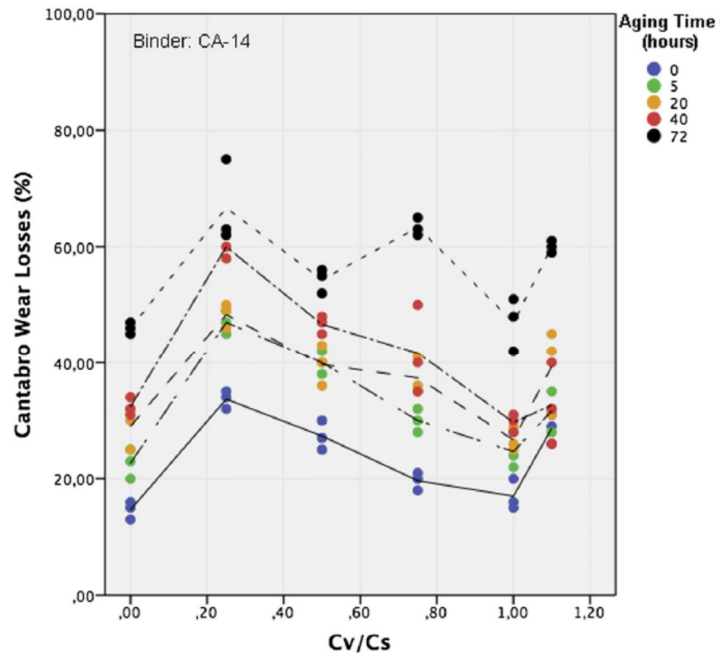 100,00
80,00
60,00
40,00
20,00
,00
Cantabro Wear Losses (%)
Binder: CA-14
,00 ,20 ,40 ,60 ,80 1,00 1,20
Cv/Cs
Aging Time
(hours)
0
5
20
40
72